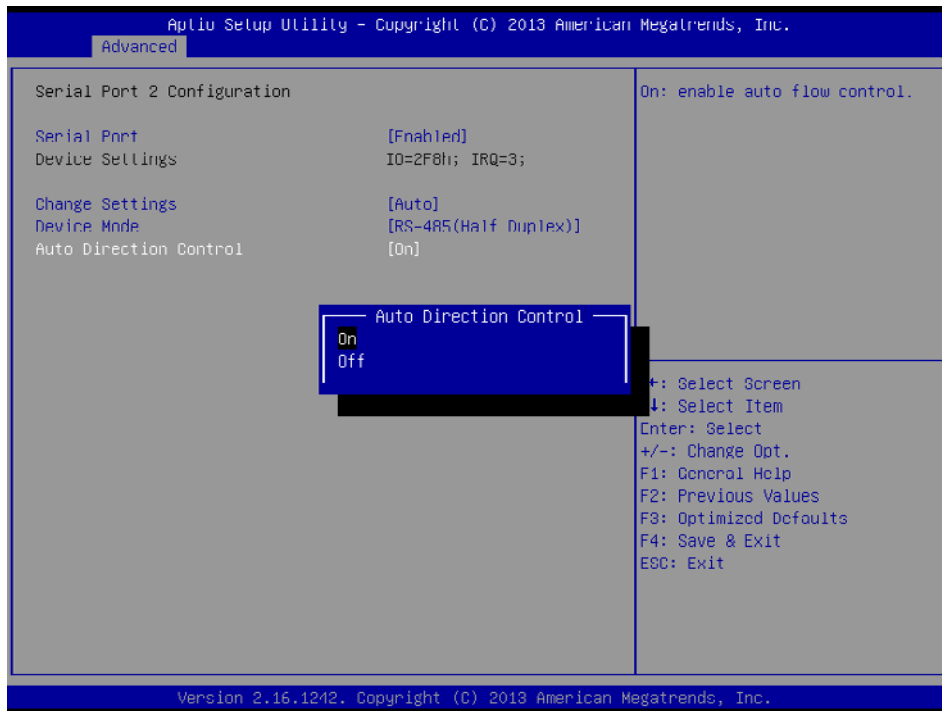 Aptio Setup Utility - Copyright (C) 2013 American Megatrends, Inc.
Advanced
Serial Port 2 Configuration
On: enable auto flow control.
Serial Port [Enabled]
Device Settings IO=2F8h; IRQ=3;
Change Settings [Auto]
Device Mode [RS-485(Half Duplex)]
Auto Direction Control [On]
Auto Direction Control
On
Off
←: Select Screen
↓: Select Item
Enter: Select
+/-: Change Opt.
F1: General Help
F2: Previous Values
F3: Optimized Defaults
F4: Save & Exit
ESC: Exit
Version 2.16.1242. Copyright (C) 2013 American Megatrends, Inc.